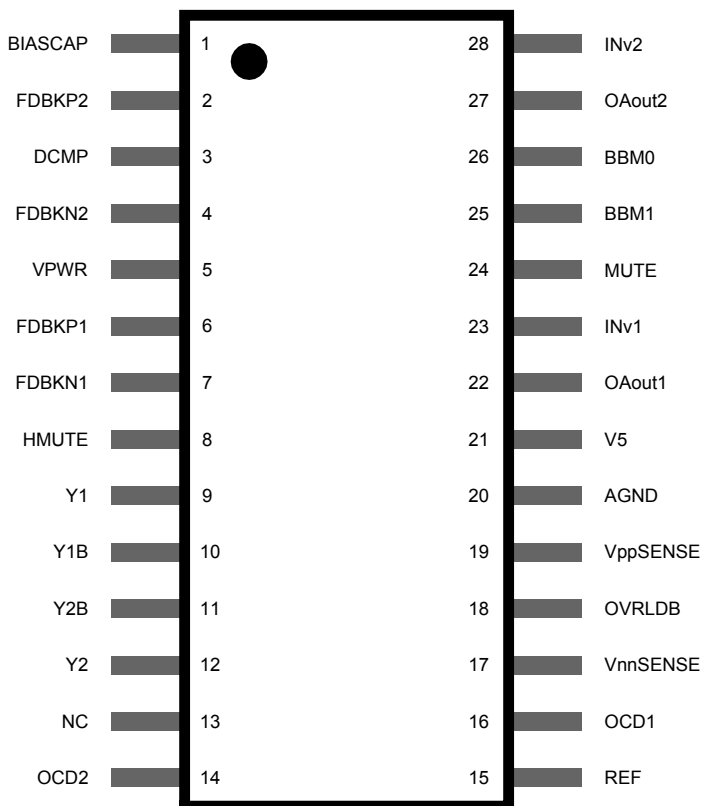 BIASCAP 1 28 INv2
FDBKP2 2 27 OAout2
DCMP 3 26 BBM0
FDBKN2 4 25 BBM1
VPWR 5 24 MUTE
FDBKP1 6 23 INv1
FDBKN1 7 22 OAout1
HMUTE 8 21 V5
Y1 9 20 AGND
Y1B 10 19 VppSENSE
Y2B 11 18 OVRLDB
Y2 12 17 VnnSENSE
NC 13 16 OCD1
OCD2 14 15 REF